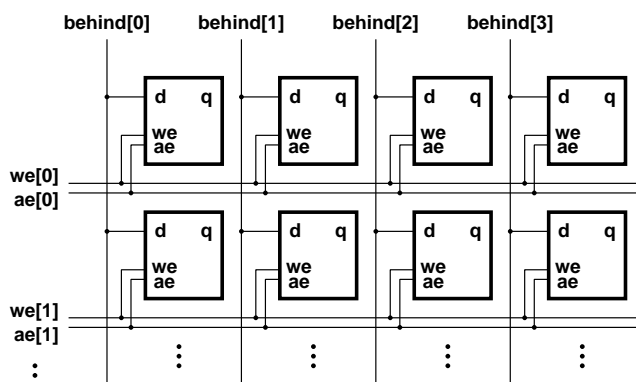 behind[0] behind[1] behind[2] behind[3]
d q d q d q d q
we we we we
ae ae ae ae
we[0]
ae[0]
d q d q d q d q
we we we we
ae ae ae ae
we[1]
ae[1]